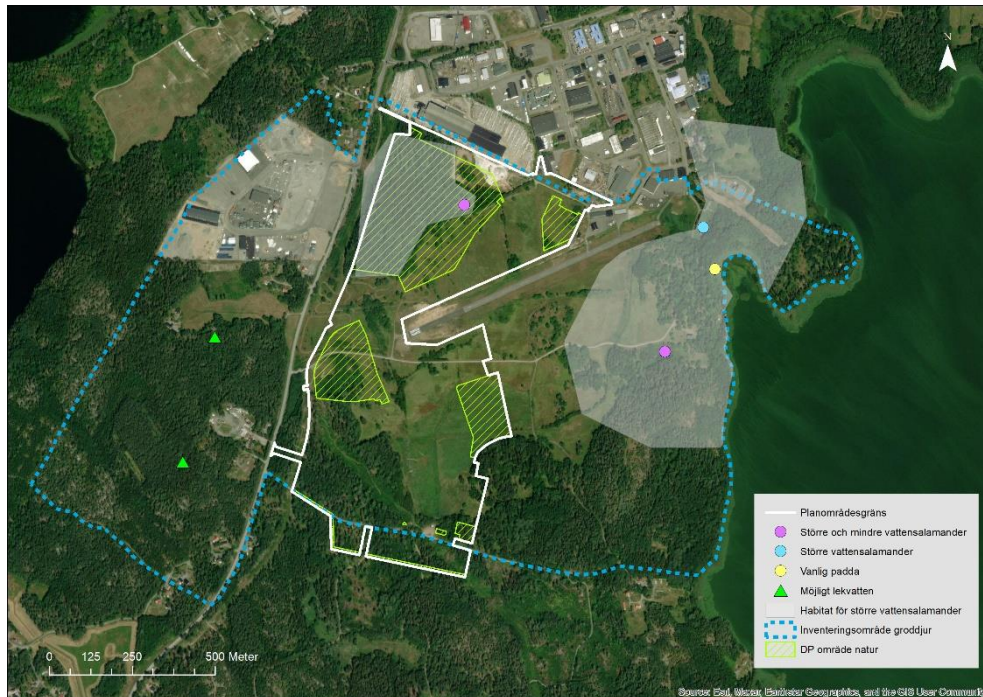 Z
Planområdesgräns
Större och mindre vattensalamander
Större vattensalamander
Vanlig padda
Möjligt lekvatten
Habitat för större vattensalamander
Inventeringsområde groddjur
DP område natur
0 125 250 500 Meter
Source: Esri, Maxar, Earthstar Geographics, and the GIS User Communit